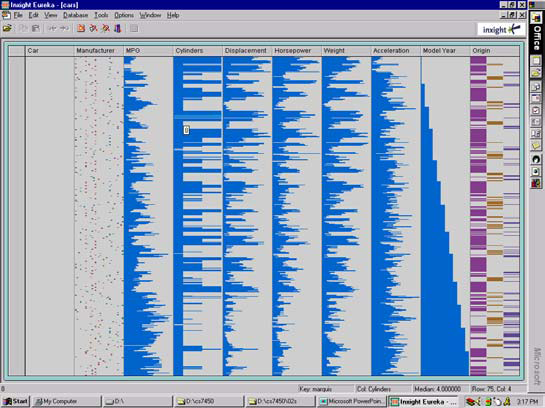 Inxight Eureka - [cars]
File Edit View Database Tools Options Window Help
inxight
Office
Car Manufacturer MPG Cylinders Displacement Horsepower Weight Acceleration Model Year Origin
Microsoft
8 Key: marquis Col: Cylinders Median: 4.000000 Row: 75, Col: 4
Start My Computer D:\ D:\cs7450 D:\cs7450\02s Microsoft PowerPoin... Inxight Eureka - ... 3:17 PM